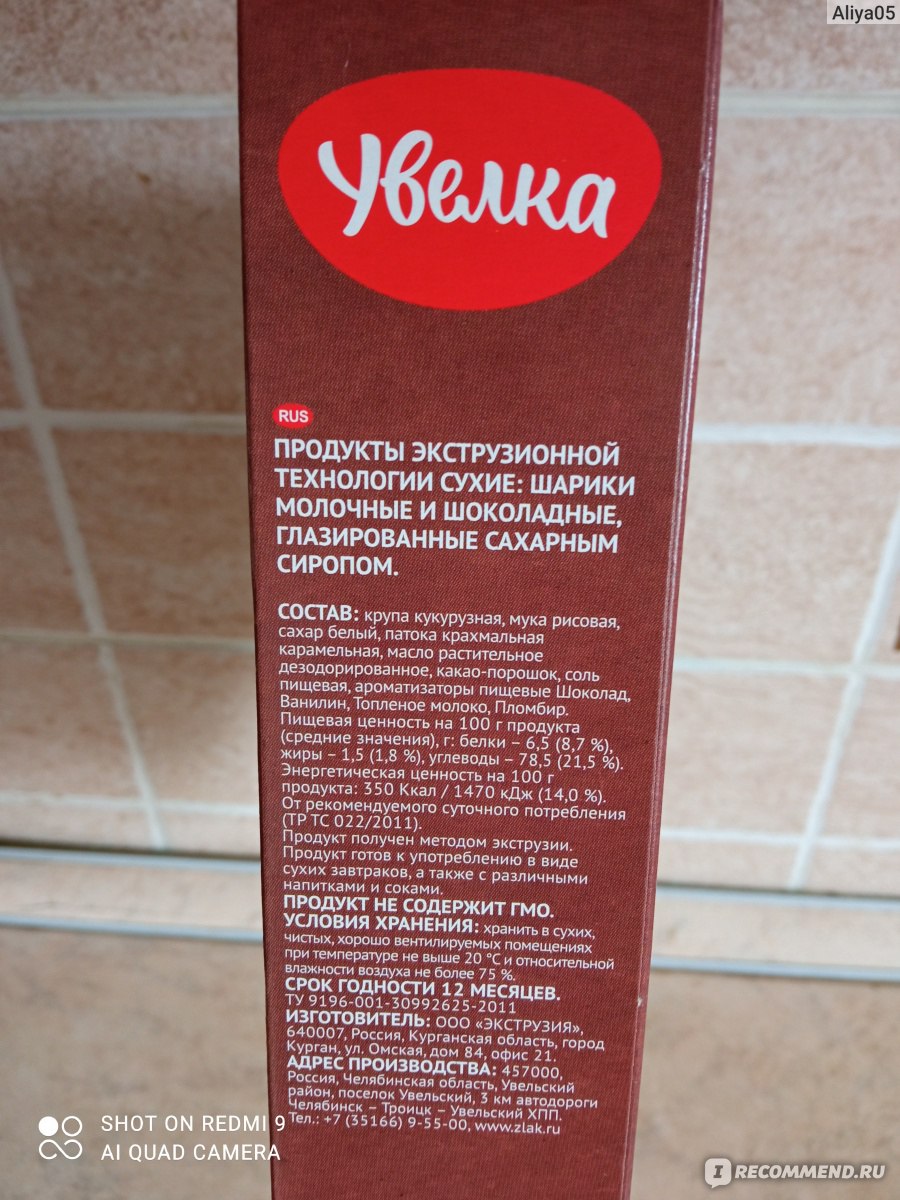 Aliya05
Увелка
RUS
ПРОДУКТЫ ЭКСТРУЗИОННОЙ
ТЕХНОЛОГИИ СУХИЕ: ШАРИКИ
МОЛОЧНЫЕ И ШОКОЛАДНЫЕ,
ГЛАЗИРОВАННЫЕ САХАРНЫМ
СИРОПОМ.
СОСТАВ: крупа кукурузная, мука рисовая,
сахар белый, патока крахмальная
карамельная, масло растительное
дезодорированное, какао-порошок, соль
пищевая, ароматизаторы пищевые Шоколад,
Ванилин, Топленое молоко, Пломбир.
Пищевая ценность на 100 г продукта
(средние значения), г: белки – 6,5 (8,7 %),
жиры – 1,5 (1,8 %), углеводы – 78,5 (21,5 %).
Энергетическая ценность на 100 г
продукта: 350 Ккал / 1470 кДж (14,0 %).
От рекомендуемого суточного потребления
(ТР ТС 022/2011).
Продукт получен методом экструзии.
Продукт готов к употреблению в виде
сухих завтраков, а также с различными
напитками и соками.
ПРОДУКТ НЕ СОДЕРЖИТ ГМО.
УСЛОВИЯ ХРАНЕНИЯ: хранить в сухих,
чистых, хорошо вентилируемых помещениях
при температуре не выше 20 °С и относительной
влажности воздуха не более 75 %.
СРОК ГОДНОСТИ 12 МЕСЯЦЕВ.
ТУ 9196-001-30992625-2011
ИЗГОТОВИТЕЛЬ: ООО «ЭКСТРУЗИЯ»,
640007, Россия, Курганская область, город
Курган, ул. Омская, дом 84, офис 21.
АДРЕС ПРОИЗВОДСТВА: 457000,
Россия, Челябинская область, Увельский
район, поселок Увельский, 3 км автодороги
Челябинск – Троицк – Увельский ХПП.
Тел.: +7 (35166) 9-55-00, www.zlak.ru
SHOT ON REDMI 9
AI QUAD CAMERA
IRECOMMEND.RU